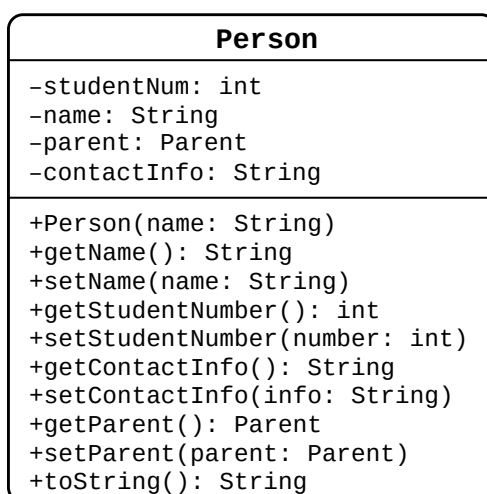 Person
–studentNum: int
–name: String
–parent: Parent
–contactInfo: String
+Person(name: String)
+getName(): String
+setName(name: String)
+getStudentNumber(): int
+setStudentNumber(number: int)
+getContactInfo(): String
+setContactInfo(info: String)
+getParent(): Parent
+setParent(parent: Parent)
+toString(): String